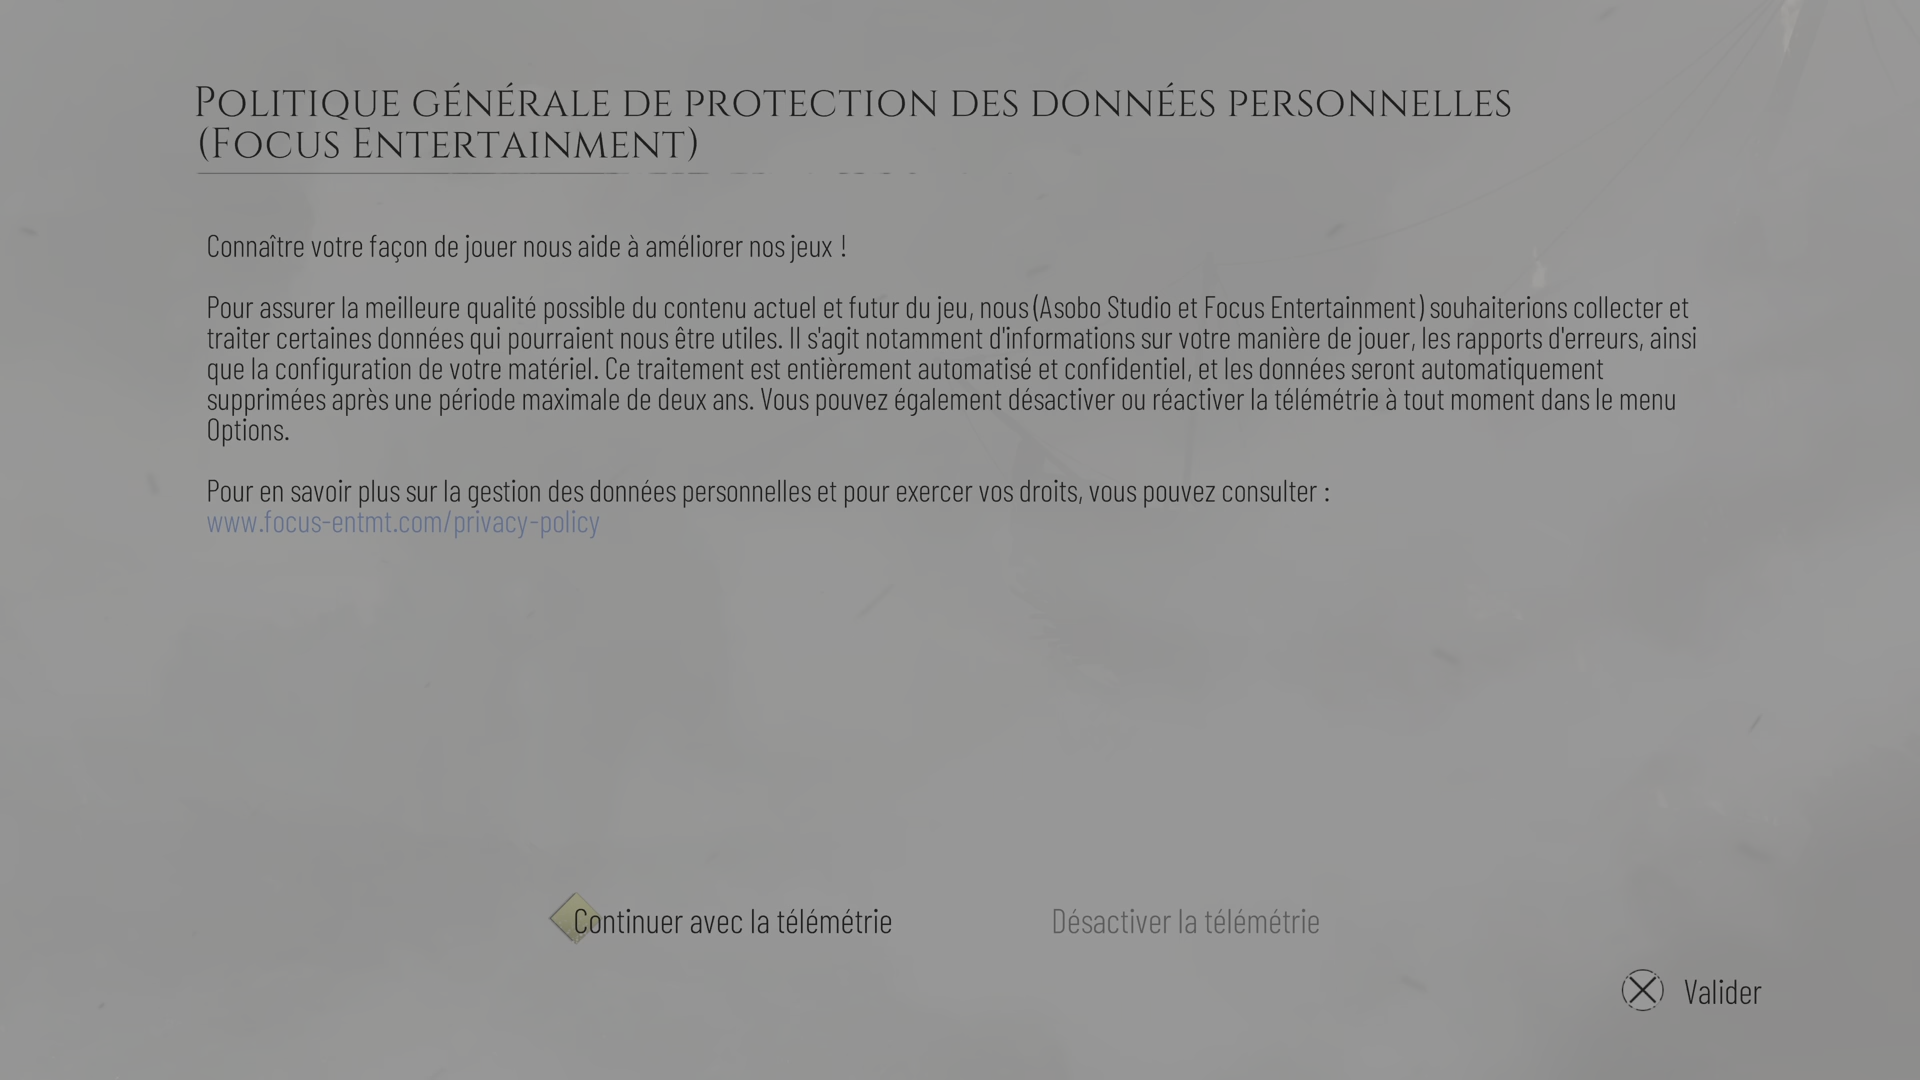 Politique générale de protection des données personnelles
(Focus Entertainment)
Connaître votre façon de jouer nous aide à améliorer nos jeux !
Pour assurer la meilleure qualité possible du contenu actuel et futur du jeu, nous (Asobo Studio et Focus Entertainment) souhaiterions collecter et
traiter certaines données qui pourraient nous être utiles. Il s'agit notamment d'informations sur votre manière de jouer, les rapports d'erreurs, ainsi
que la configuration de votre matériel. Ce traitement est entièrement automatisé et confidentiel, et les données seront automatiquement
supprimées après une période maximale de deux ans. Vous pouvez également désactiver ou réactiver la télémétrie à tout moment dans le menu
Options.
Pour en savoir plus sur la gestion des données personnelles et pour exercer vos droits, vous pouvez consulter :
www.focus-entmt.com/privacy-policy
Continuer avec la télémétrie
Désactiver la télémétrie
Valider